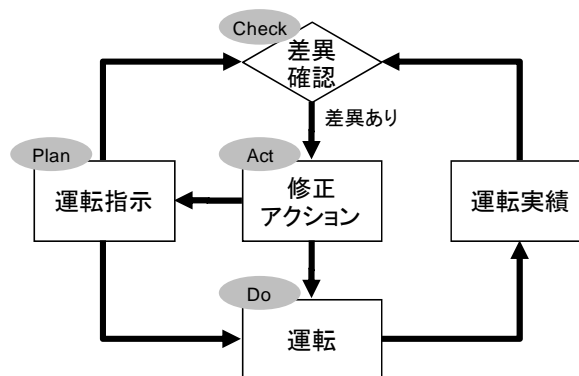 Check
差異
確認
差異あり
Plan
運転指示
Act
修正
アクション
運転実績
Do
運転